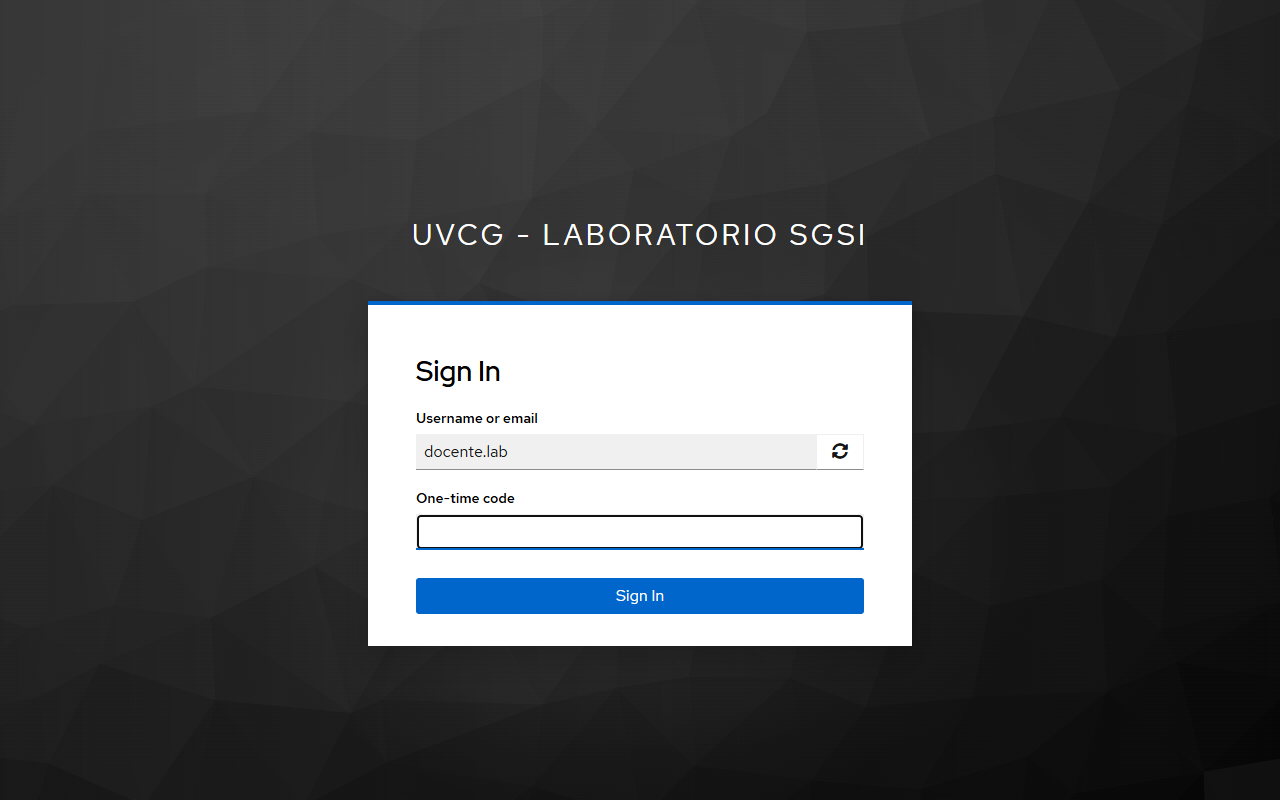 UVCG - LABORATORIO SGSI
Sign In
Username or email
docente.lab
One-time code
Sign In